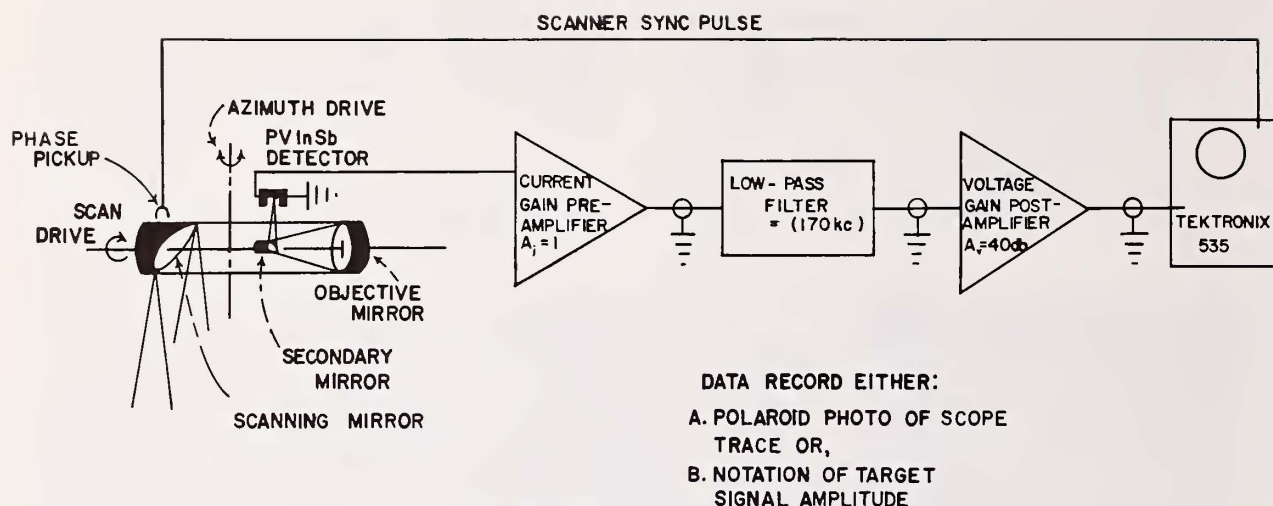 SCANNER SYNC PULSE
AZIMUTH DRIVE
PHASE
PICKUP
PV InSb
DETECTOR
SCAN
DRIVE
OBJECTIVE
MIRROR
SECONDARY
MIRROR
SCANNING MIRROR
CURRENT
GAIN PRE-
AMPLIFIER
Ai=1
LOW-PASS
FILTER
= (170kc)
VOLTAGE
GAIN POST-
AMPLIFIER
Av=40db
TEKTRONIX
535
DATA RECORD EITHER:
A. POLAROID PHOTO OF SCOPE
TRACE OR,
B. NOTATION OF TARGET
SIGNAL AMPLITUDE